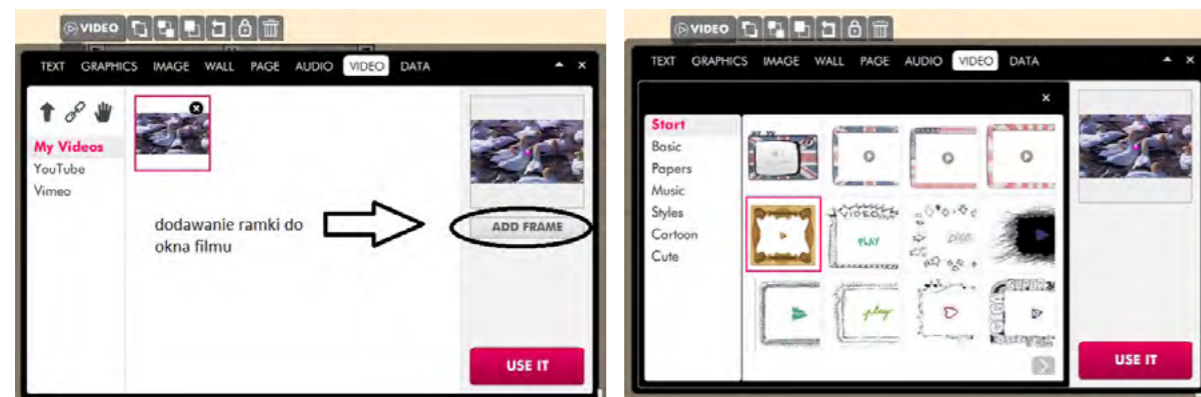 VIDEO
TEXT GRAPHICS IMAGE WALL PAGE AUDIO VIDEO DATA
My Videos
YouTube
Vimeo
dodawanie ramki do
okna filmu
ADD FRAME
USE IT
VIDEO
TEXT GRAPHICS IMAGE WALL PAGE AUDIO VIDEO DATA
Start
Basic
Papers
Music
Styles
Cartoon
Cute
VIDEO
PLAY
play
USE IT